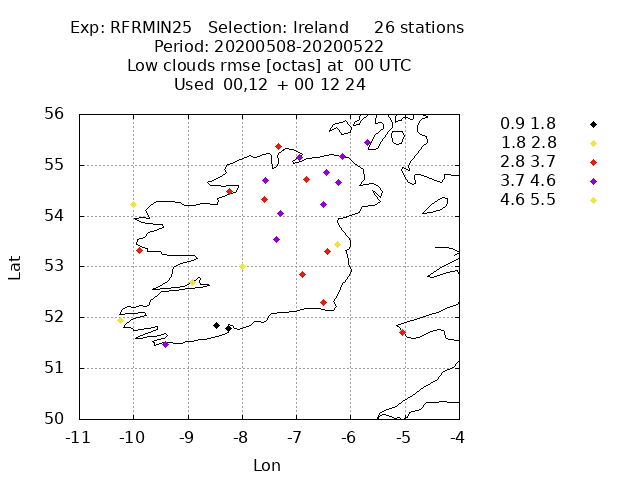 Exp: RFRMIN25 Selection: Ireland 26 stations
Period: 20200508-20200522
Low clouds rmse [octas] at 00 UTC
Used 00,12 + 00 12 24
0.9 1.8
1.8 2.8
2.8 3.7
3.7 4.6
4.6 5.5
56
55
54
53
52
51
50
-11 -10 -9 -8 -7 -6 -5 -4
Lat
Lon